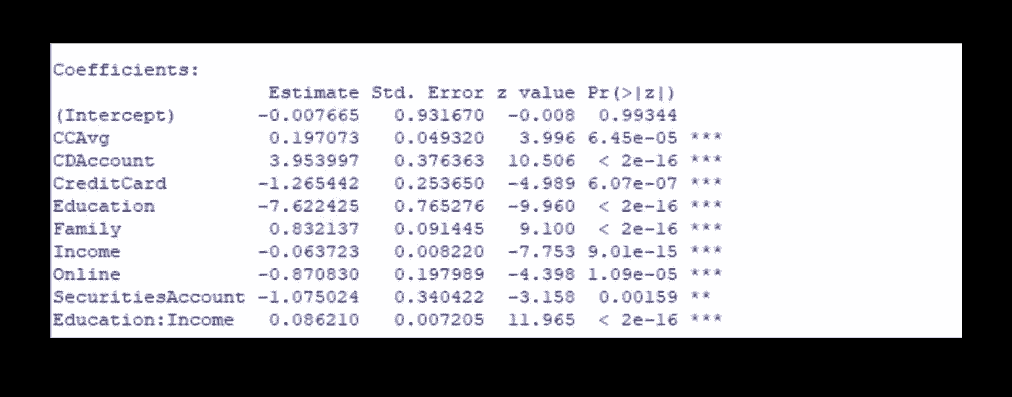 Coefficients:
Estimate Std. Error z value Pr(>|z|)
(Intercept) -0.007665 0.931670 -0.008 0.99344
CCAvg 0.197073 0.049320 3.996 6.45e-05 ***
CDAccount 3.953997 0.376363 10.506 < 2e-16 ***
CreditCard -1.265442 0.253650 -4.989 6.07e-07 ***
Education -7.622425 0.765276 -9.960 < 2e-16 ***
Family 0.832137 0.091445 9.100 < 2e-16 ***
Income -0.063723 0.008220 -7.753 9.01e-15 ***
Online -0.870830 0.197989 -4.398 1.09e-05 ***
SecuritiesAccount -1.075024 0.340422 -3.158 0.00159 **
Education:Income 0.086210 0.007205 11.965 < 2e-16 ***